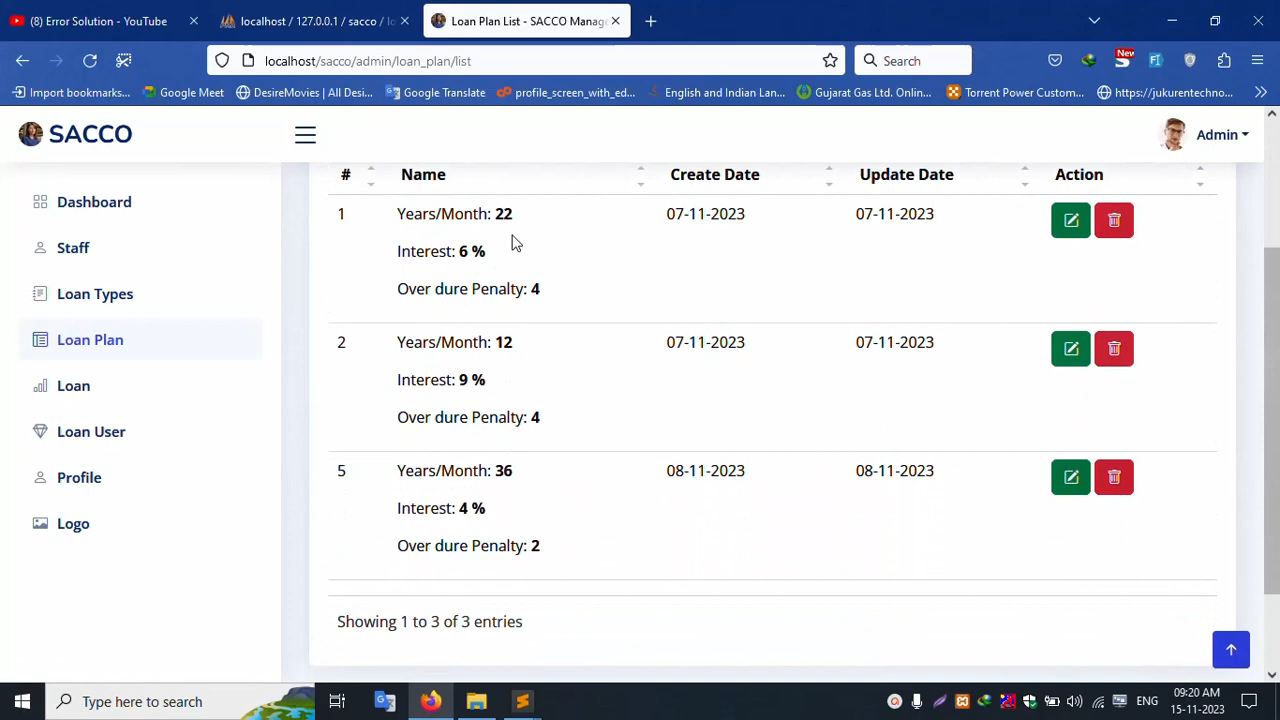 (8) Error Solution - YouTube
localhost / 127.0.0.1 / sacco / lo
Loan Plan List - SACCO Manag
localhost/sacco/admin/loan_plan/list
Search
New
Import bookmarks...
Google Meet
DesireMovies | All Desi...
Google Translate
profile_screen_with_ed...
English and Indian Lan...
Gujarat Gas Ltd. Onlin...
Torrent Power Custom...
https://jukurentechno...
SACCO
Admin
Dashboard
Staff
Loan Types
Loan Plan
Loan
Loan User
Profile
Logo
# Name Create Date Update Date Action
1 Years/Month: 22 07-11-2023 07-11-2023
Interest: 6 %
Over dure Penalty: 4
2 Years/Month: 12 07-11-2023 07-11-2023
Interest: 9 %
Over dure Penalty: 4
5 Years/Month: 36 08-11-2023 08-11-2023
Interest: 4 %
Over dure Penalty: 2
Showing 1 to 3 of 3 entries
Type here to search
ENG
09:20 AM
15-11-2023